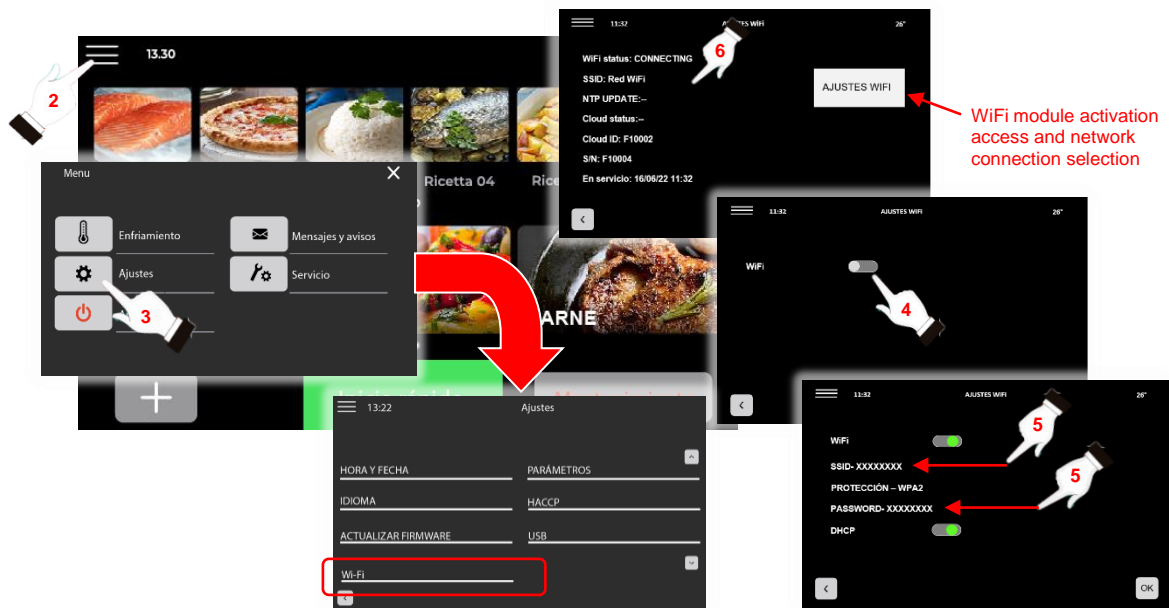 2
13.30
Ricetta 04
Menu
X
Enfriamiento
Mensajes y avisos
Ajustes
Servicio
3
ARNE
13:22
Ajustes
HORA Y FECHA
PARÁMETROS
IDIOMA
HACCP
ACTUALIZAR FIRMWARE
USB
Wi-Fi
11:32
WiFi
26°
6
WiFi status: CONNECTING
SSID: Red WiFi
NTP UPDATE:--
Cloud status:--
Cloud ID: F10002
S/N: F10004
En servicio: 16/06/22 11:32
AJUSTES WIFI
WiFi module activation
access and network
connection selection
11:32
AJUSTES WIFI
26°
WiFi
4
11:32
AJUSTES WIFI
26°
5
WiFi
SSID- XXXXXXXX
5
PROTECCIÓN – WPA2
PASSWORD- XXXXXXXX
DHCP
OK